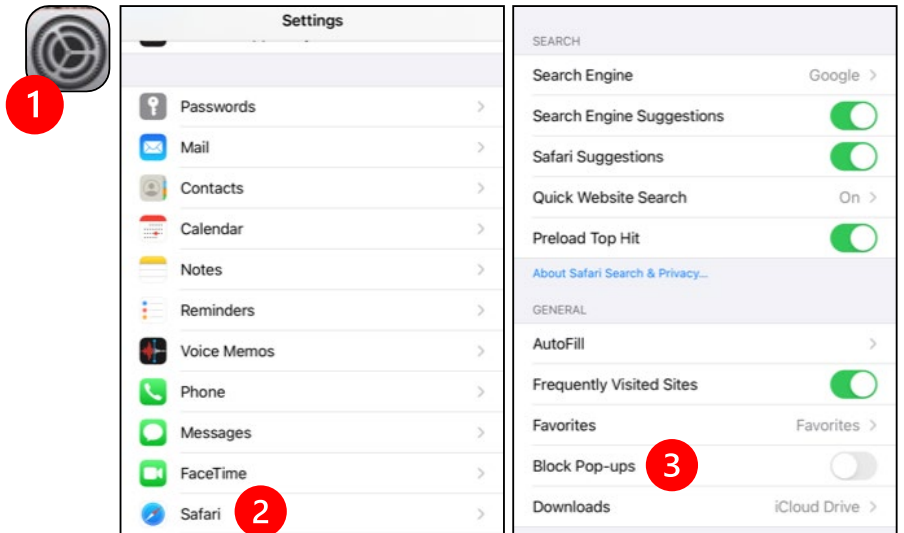 1
Settings
Passwords
Mail
Contacts
Calendar
Notes
Reminders
Voice Memos
Phone
Messages
FaceTime
Safari 2
SEARCH
Search Engine Google >
Search Engine Suggestions
Safari Suggestions
Quick Website Search On >
Preload Top Hit
About Safari Search & Privacy...
GENERAL
AutoFill
Frequently Visited Sites
Favorites Favorites >
Block Pop-ups 3
Downloads iCloud Drive >